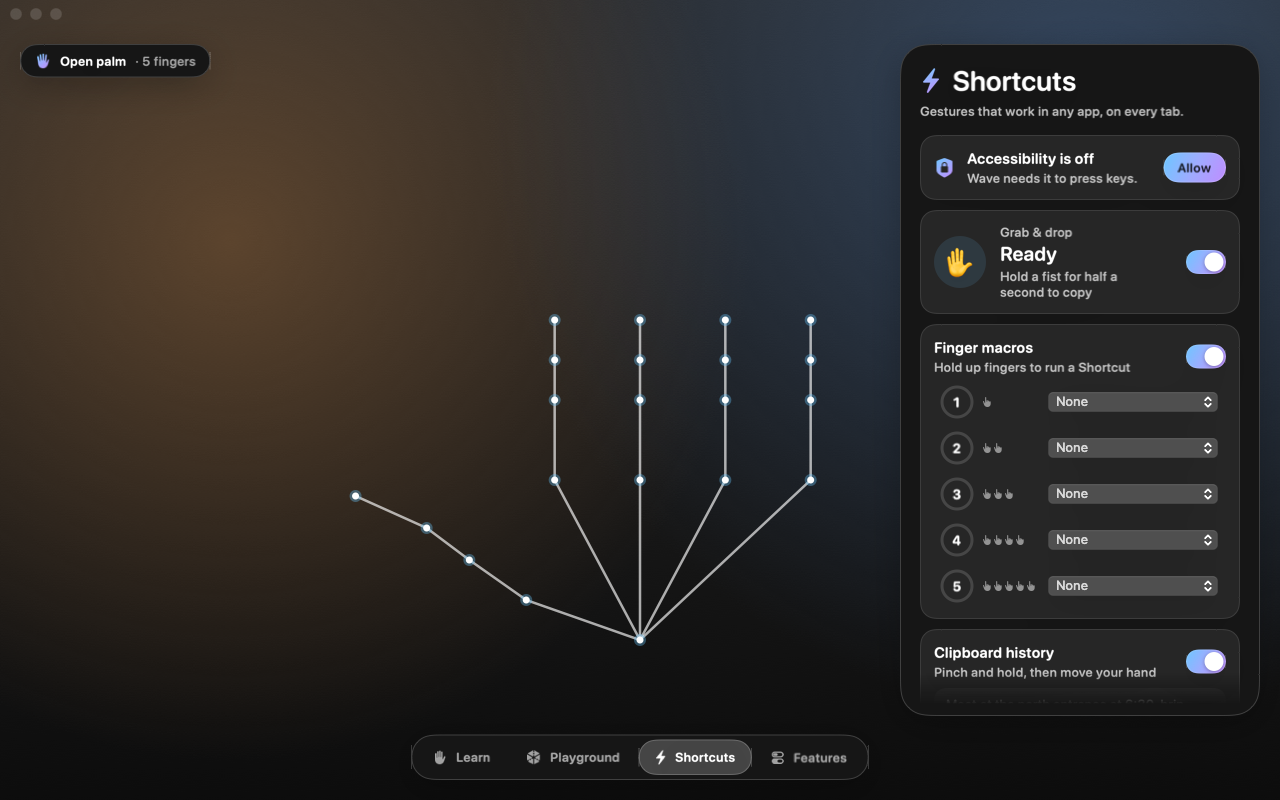 Open palm · 5 fingers
Shortcuts
Gestures that work in any app, on every tab.
Accessibility is off
Wave needs it to press keys.
Allow
Grab & drop
Ready
Hold a fist for half a
second to copy
Finger macros
Hold up fingers to run a Shortcut
1 None
2 None
3 None
4 None
5 None
Clipboard history
Pinch and hold, then move your hand
Learn Playground Shortcuts Features